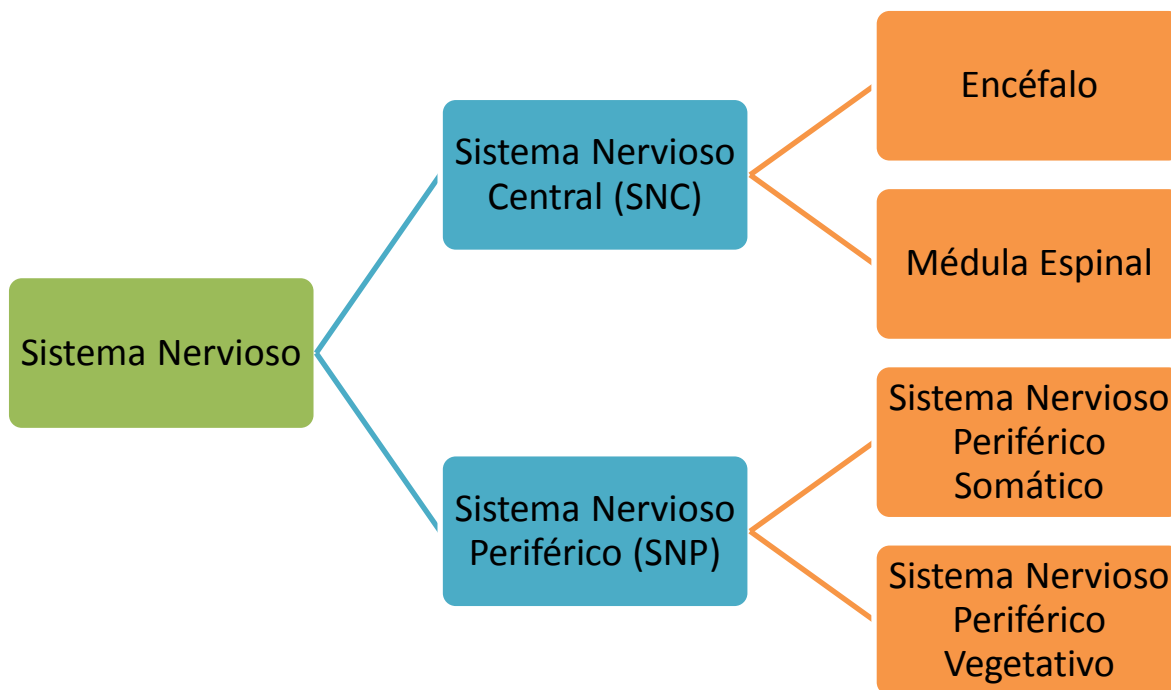 Sistema Nervioso
Sistema Nervioso
Central (SNC)
Encéfalo
Médula Espinal
Sistema Nervioso
Periférico (SNP)
Sistema Nervioso
Periférico
Somático
Sistema Nervioso
Periférico
Vegetativo